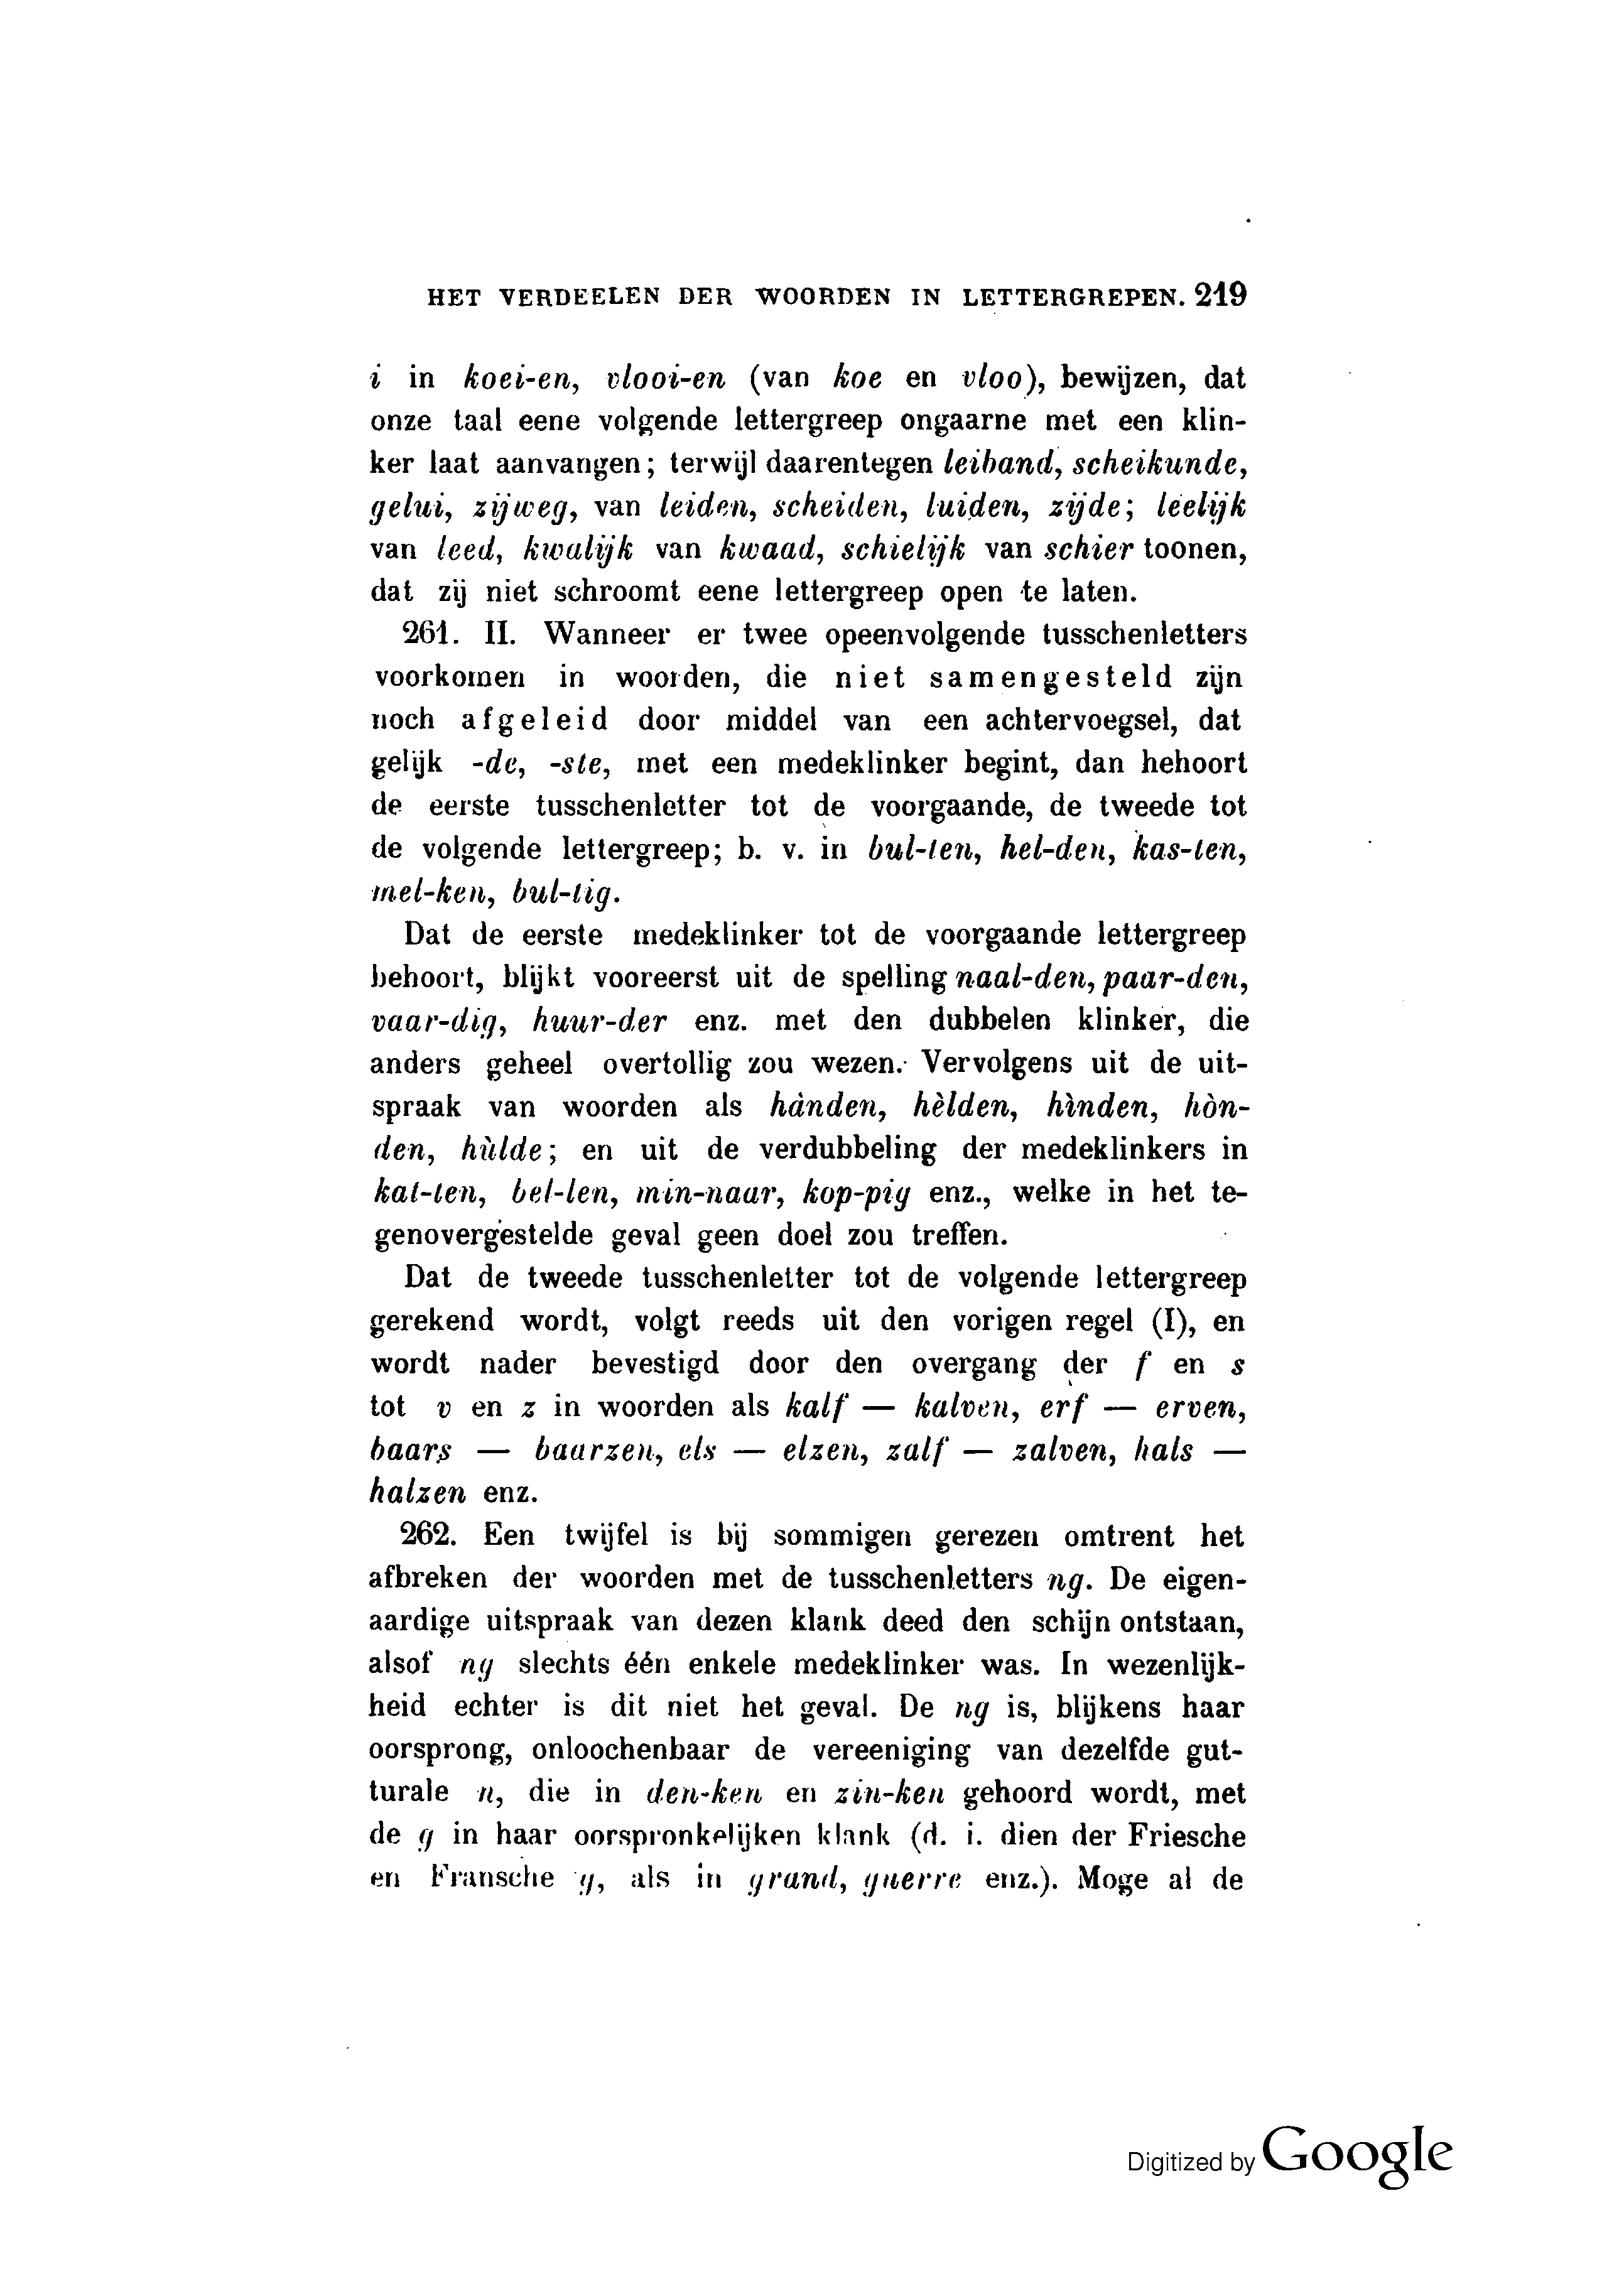 HET VERDEELEN DER WOORDEN IN LETTERGREPEN. 219
i in koei-en, vlooi-en (van koe en vloo), bewijzen, dat
onze taal eene volgende lettergreep ongaarne met een klin-
ker laat aanvangen; terwijl daarentegen leiband, scheikunde,
gelui, zijweg, van leiden, scheiden, luiden, zijde; leelijk
van leed, kwalijk van kwaad, schielijk van schier toonen,
dat zij niet schroomt eene lettergreep open te laten.
261. II. Wanneer er twee opeenvolgende tusschenletters
voorkomen in woorden, die niet samengesteld zijn
noch afgeleid door middel van een achtervoegsel, dat
gelijk -de, -ste, met een medeklinker begint, dan behoort
de eerste tusschenletter tot de voorgaande, de tweede tot
de volgende lettergreep; b. v. in bul-ten, hel-den, kas-ten,
mel-ken, bul-tig.
Dat de eerste medeklinker tot de voorgaande lettergreep
behoort, blijkt vooreerst uit de spelling naal-den, paar-den,
vaar-dig, huur-der enz. met den dubbelen klinker, die
anders geheel overtollig zou wezen. Vervolgens uit de uit-
spraak van woorden als hànden, hèlden, hìnden, hòn-
den, hùlde; en uit de verdubbeling der medeklinkers in
kat-ten, bel-len, min-naar, kop-pig enz., welke in het te-
genovergestelde geval geen doel zou treffen.
Dat de tweede tusschenletter tot de volgende lettergreep
gerekend wordt, volgt reeds uit den vorigen regel (I), en
wordt nader bevestigd door den overgang der f en s
tot v en z in woorden als kalf — kalven, erf — erven,
baars — baarzen, els — elzen, zalf — zalven, hals —
halzen enz.
262. Een twijfel is bij sommigen gerezen omtrent het
afbreken der woorden met de tusschenletters ng. De eigen-
aardige uitspraak van dezen klank deed den schijn ontstaan,
alsof ng slechts één enkele medeklinker was. In wezenlijk-
heid echter is dit niet het geval. De ng is, blijkens haar
oorsprong, onloochenbaar de vereeniging van dezelfde gut-
turale n, die in den-ken en zin-ken gehoord wordt, met
de g in haar oorspronkelijken klank (d. i. dien der Friesche
en Fransche g, als in grand, guerre enz.). Moge al de
Digitized by Google